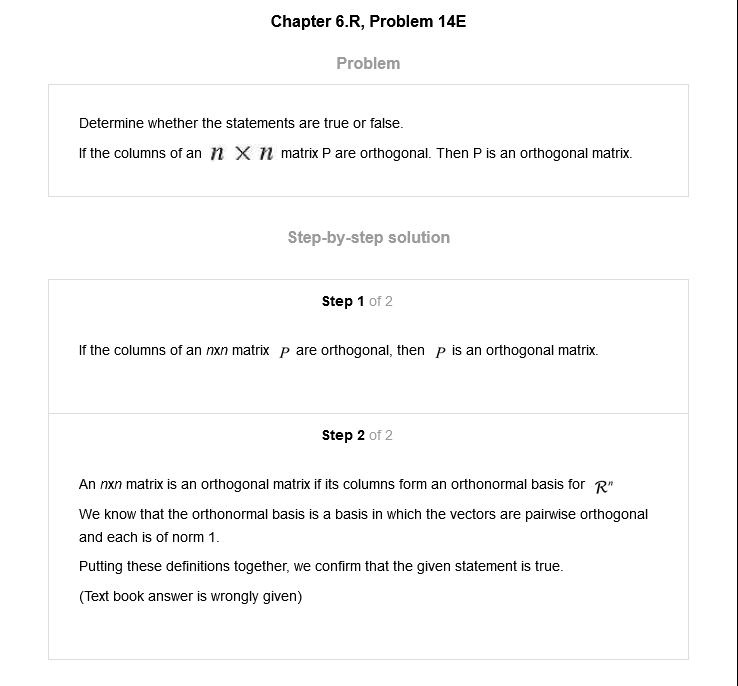 Chapter 6.R, Problem 14E
Problem
Determine whether the statements are true or false.
If the columns of an n × n matrix P are orthogonal. Then P is an orthogonal matrix.
Step-by-step solution
Step 1 of 2
If the columns of an nxn matrix P are orthogonal, then P is an orthogonal matrix.
Step 2 of 2
An nxn matrix is an orthogonal matrix if its columns form an orthonormal basis for ℛⁿ
We know that the orthonormal basis is a basis in which the vectors are pairwise orthogonal
and each is of norm 1.
Putting these definitions together, we confirm that the given statement is true.
(Text book answer is wrongly given)